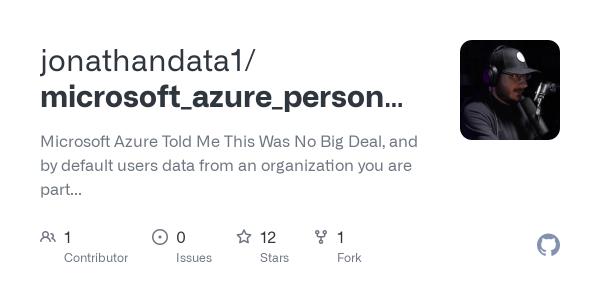 jonathandata1/
microsoft_azure_person...
Microsoft Azure Told Me This Was No Big Deal, and
by default users data from an organization you are
part...
1
Contributor
0
Issues
12
Stars
1
Fork